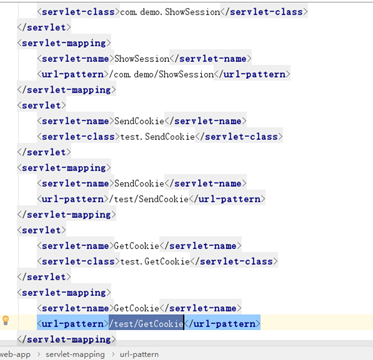 <servlet-class>com.demo.ShowSession</servlet-class>
</servlet>
<servlet-mapping>
<servlet-name>ShowSession</servlet-name>
<url-pattern>/com.demo/ShowSession</url-pattern>
</servlet-mapping>
<servlet>
<servlet-name>SendCookie</servlet-name>
<servlet-class>test.SendCookie</servlet-class>
</servlet>
<servlet-mapping>
<servlet-name>SendCookie</servlet-name>
<url-pattern>/test/SendCookie</url-pattern>
</servlet-mapping>
<servlet>
<servlet-name>GetCookie</servlet-name>
<servlet-class>test.GetCookie</servlet-class>
</servlet>
<servlet-mapping>
<servlet-name>GetCookie</servlet-name>
<url-pattern>/test/GetCookie</url-pattern>
</servlet-mapping>
web-app › servlet-mapping › url-pattern